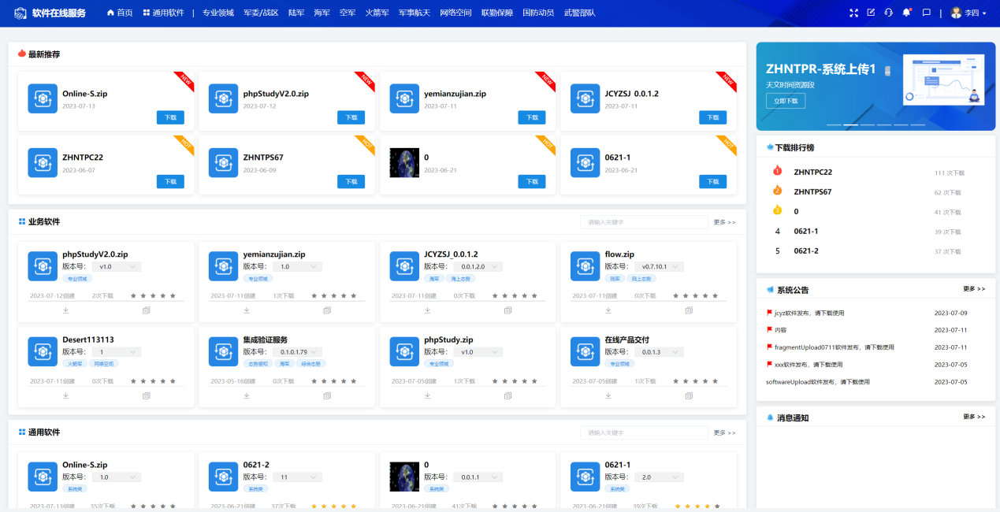 软件在线服务 首页 通用软件 | 专业领域 军委/战区 陆军 海军 空军 火箭军 军事航天 网络空间 联勤保障 国防动员 武警部队 | 李四
最新推荐
Online-S.zip
2023-07-13
下载
NEW
phpStudyV2.0.zip
2023-07-12
下载
NEW
yemianzujian.zip
2023-07-11
下载
NEW
JCYZSJ_0.0.1.2
2023-07-11
下载
NEW
ZHNTPC22
2023-06-07
下载
HOT
ZHNTPS67
2023-06-09
下载
HOT
0
2023-06-21
下载
HOT
0621-1
2023-06-21
下载
HOT
业务软件 请输入关键字 更多 >>
phpStudyV2.0.zip
版本号: v1.0
专业领域
2023-07-12创建 2次下载
yemianzujian.zip
版本号: 1.0
专业领域
2023-07-11创建 1次下载
JCYZSJ_0.0.1.2
版本号: 0.0.1.2.0
海军 海上态势
2023-07-11创建 0次下载
flow.zip
版本号: v0.7.10.1
陆军 陆上态势
2023-07-11创建 0次下载
Desert113113
版本号: 1
火箭军 网络空间
2023-07-11创建 0次下载
集成验证服务
版本号: 0.1.0.1.79
态势感知 海军 综合态势
2023-05-16创建 0次下载
phpStudy.zip
版本号: v1.0
专业领域
2023-07-05创建 1次下载
在线产品交付
版本号: 0.0.1.3
专业领域
2023-07-05创建 1次下载
通用软件 请输入关键字 更多 >>
Online-S.zip
版本号: 1.0
系统类
2023-07-13创建 35次下载
0621-2
版本号: 11
系统类
2023-06-21创建 37次下载
0
版本号: 0.0.1.1
系统类
2023-06-21创建 41次下载
0621-1
版本号: 2.0
系统类
2023-06-21创建 39次下载
ZHNTPR-系统上传1
天文时间资源段
立即下载
下载排行榜
1 ZHNTPC22 111 次下载
2 ZHNTPS67 62 次下载
3 0 41 次下载
4 0621-1 39 次下载
5 0621-2 37 次下载
系统公告 更多 >>
jcyz软件发布，请下载使用 2023-07-09
内容 2023-07-11
fragmentUpload0711软件发布，请下载使用 2023-07-11
xxx软件发布，请下载使用 2023-07-05
softwareUpload软件发布，请下载使用 2023-07-05
消息通知 更多 >>